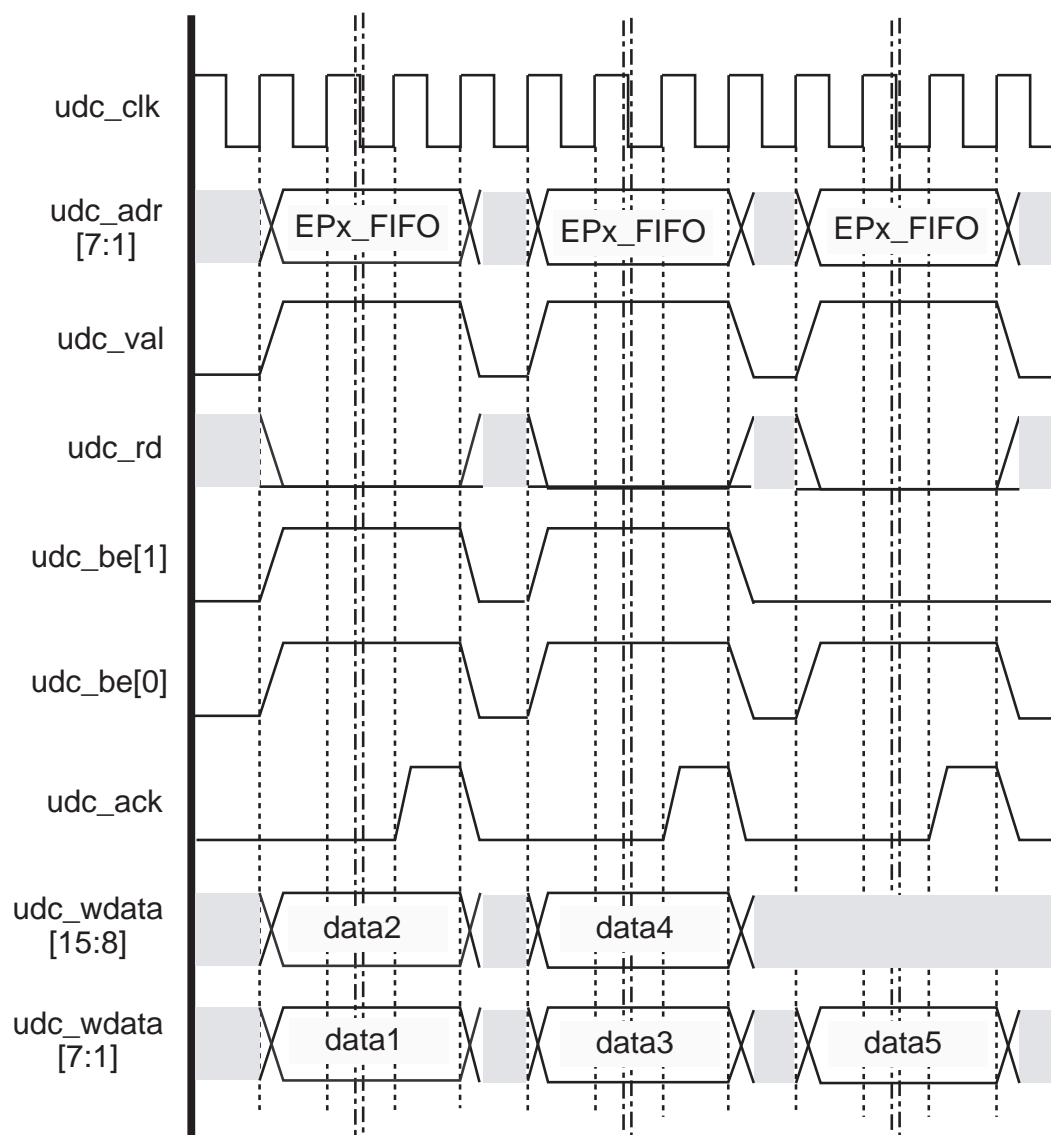 udc_clk
udc_adr
[7:1]
EPx_FIFO
EPx_FIFO
EPx_FIFO
udc_val
udc_rd
udc_be[1]
udc_be[0]
udc_ack
udc_wdata
[15:8]
data2
data4
udc_wdata
[7:1]
data1
data3
data5